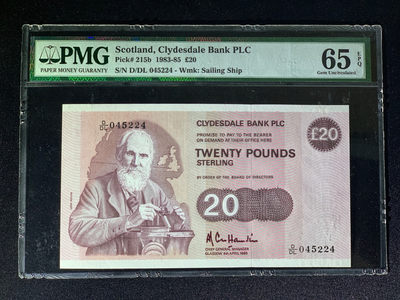 PMG
PAPER MONEY GUARANTY
Scotland, Clydesdale Bank PLC
Pick# 215b 1983-85 £20
S/N D/DL 045224 - Wmk: Sailing Ship
65 EPQ
Gem Uncirculated
D/DL 045224
CLYDESDALE BANK PLC
PROMISE TO PAY THE BEARER
ON DEMAND AT THEIR OFFICE HERE
£20
TWENTY POUNDS
STERLING
BY ORDER OF THE BOARD OF DIRECTORS
20
CHIEF GENERAL MANAGER
D/DL 045224